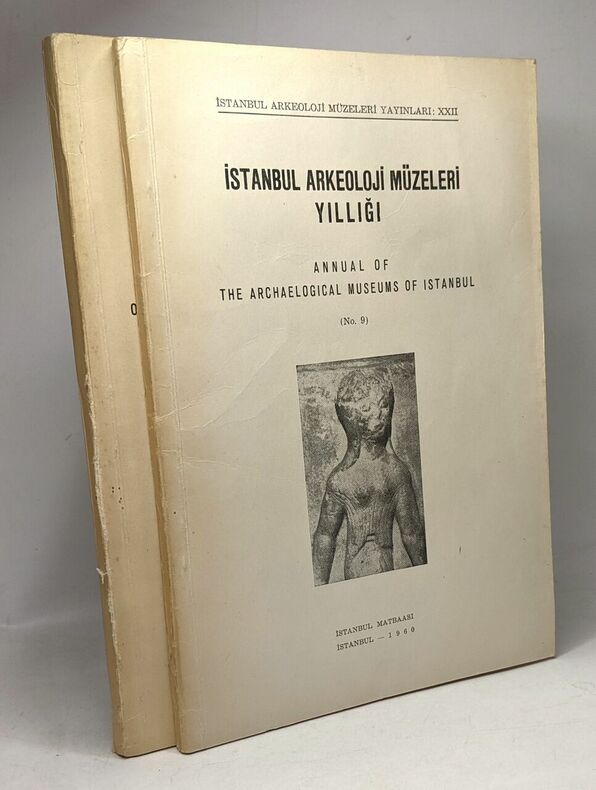 İSTANBUL ARKEOLOJİ MÜZELERİ YAYINLARI: XXII
İSTANBUL ARKEOLOJİ MÜZELERİ
YILLIĞI
ANNUAL OF
THE ARCHAELOGICAL MUSEUMS OF ISTANBUL
(No. 9)
İSTANBUL MATBAASI
İSTANBUL — 1960
O